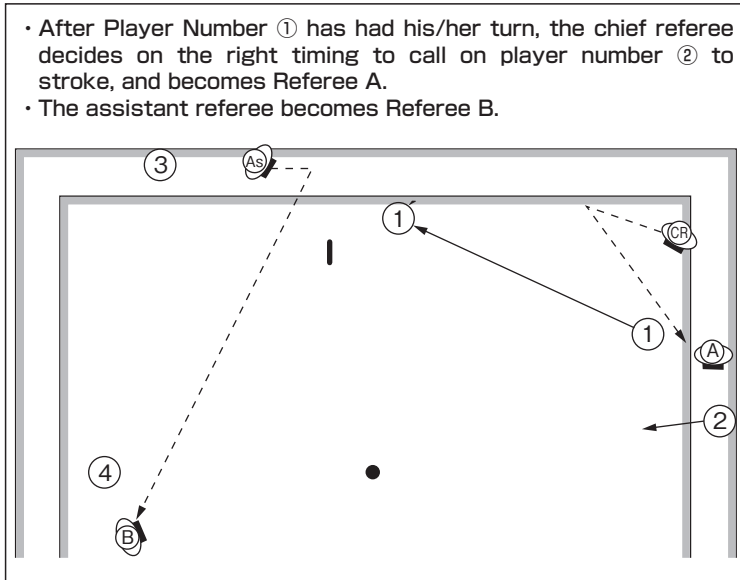 ・After Player Number ① has had his/her turn, the chief referee
decides on the right timing to call on player number ② to
stroke, and becomes Referee A.
・The assistant referee becomes Referee B.
③
As
①
CR
①
A
②
④
B